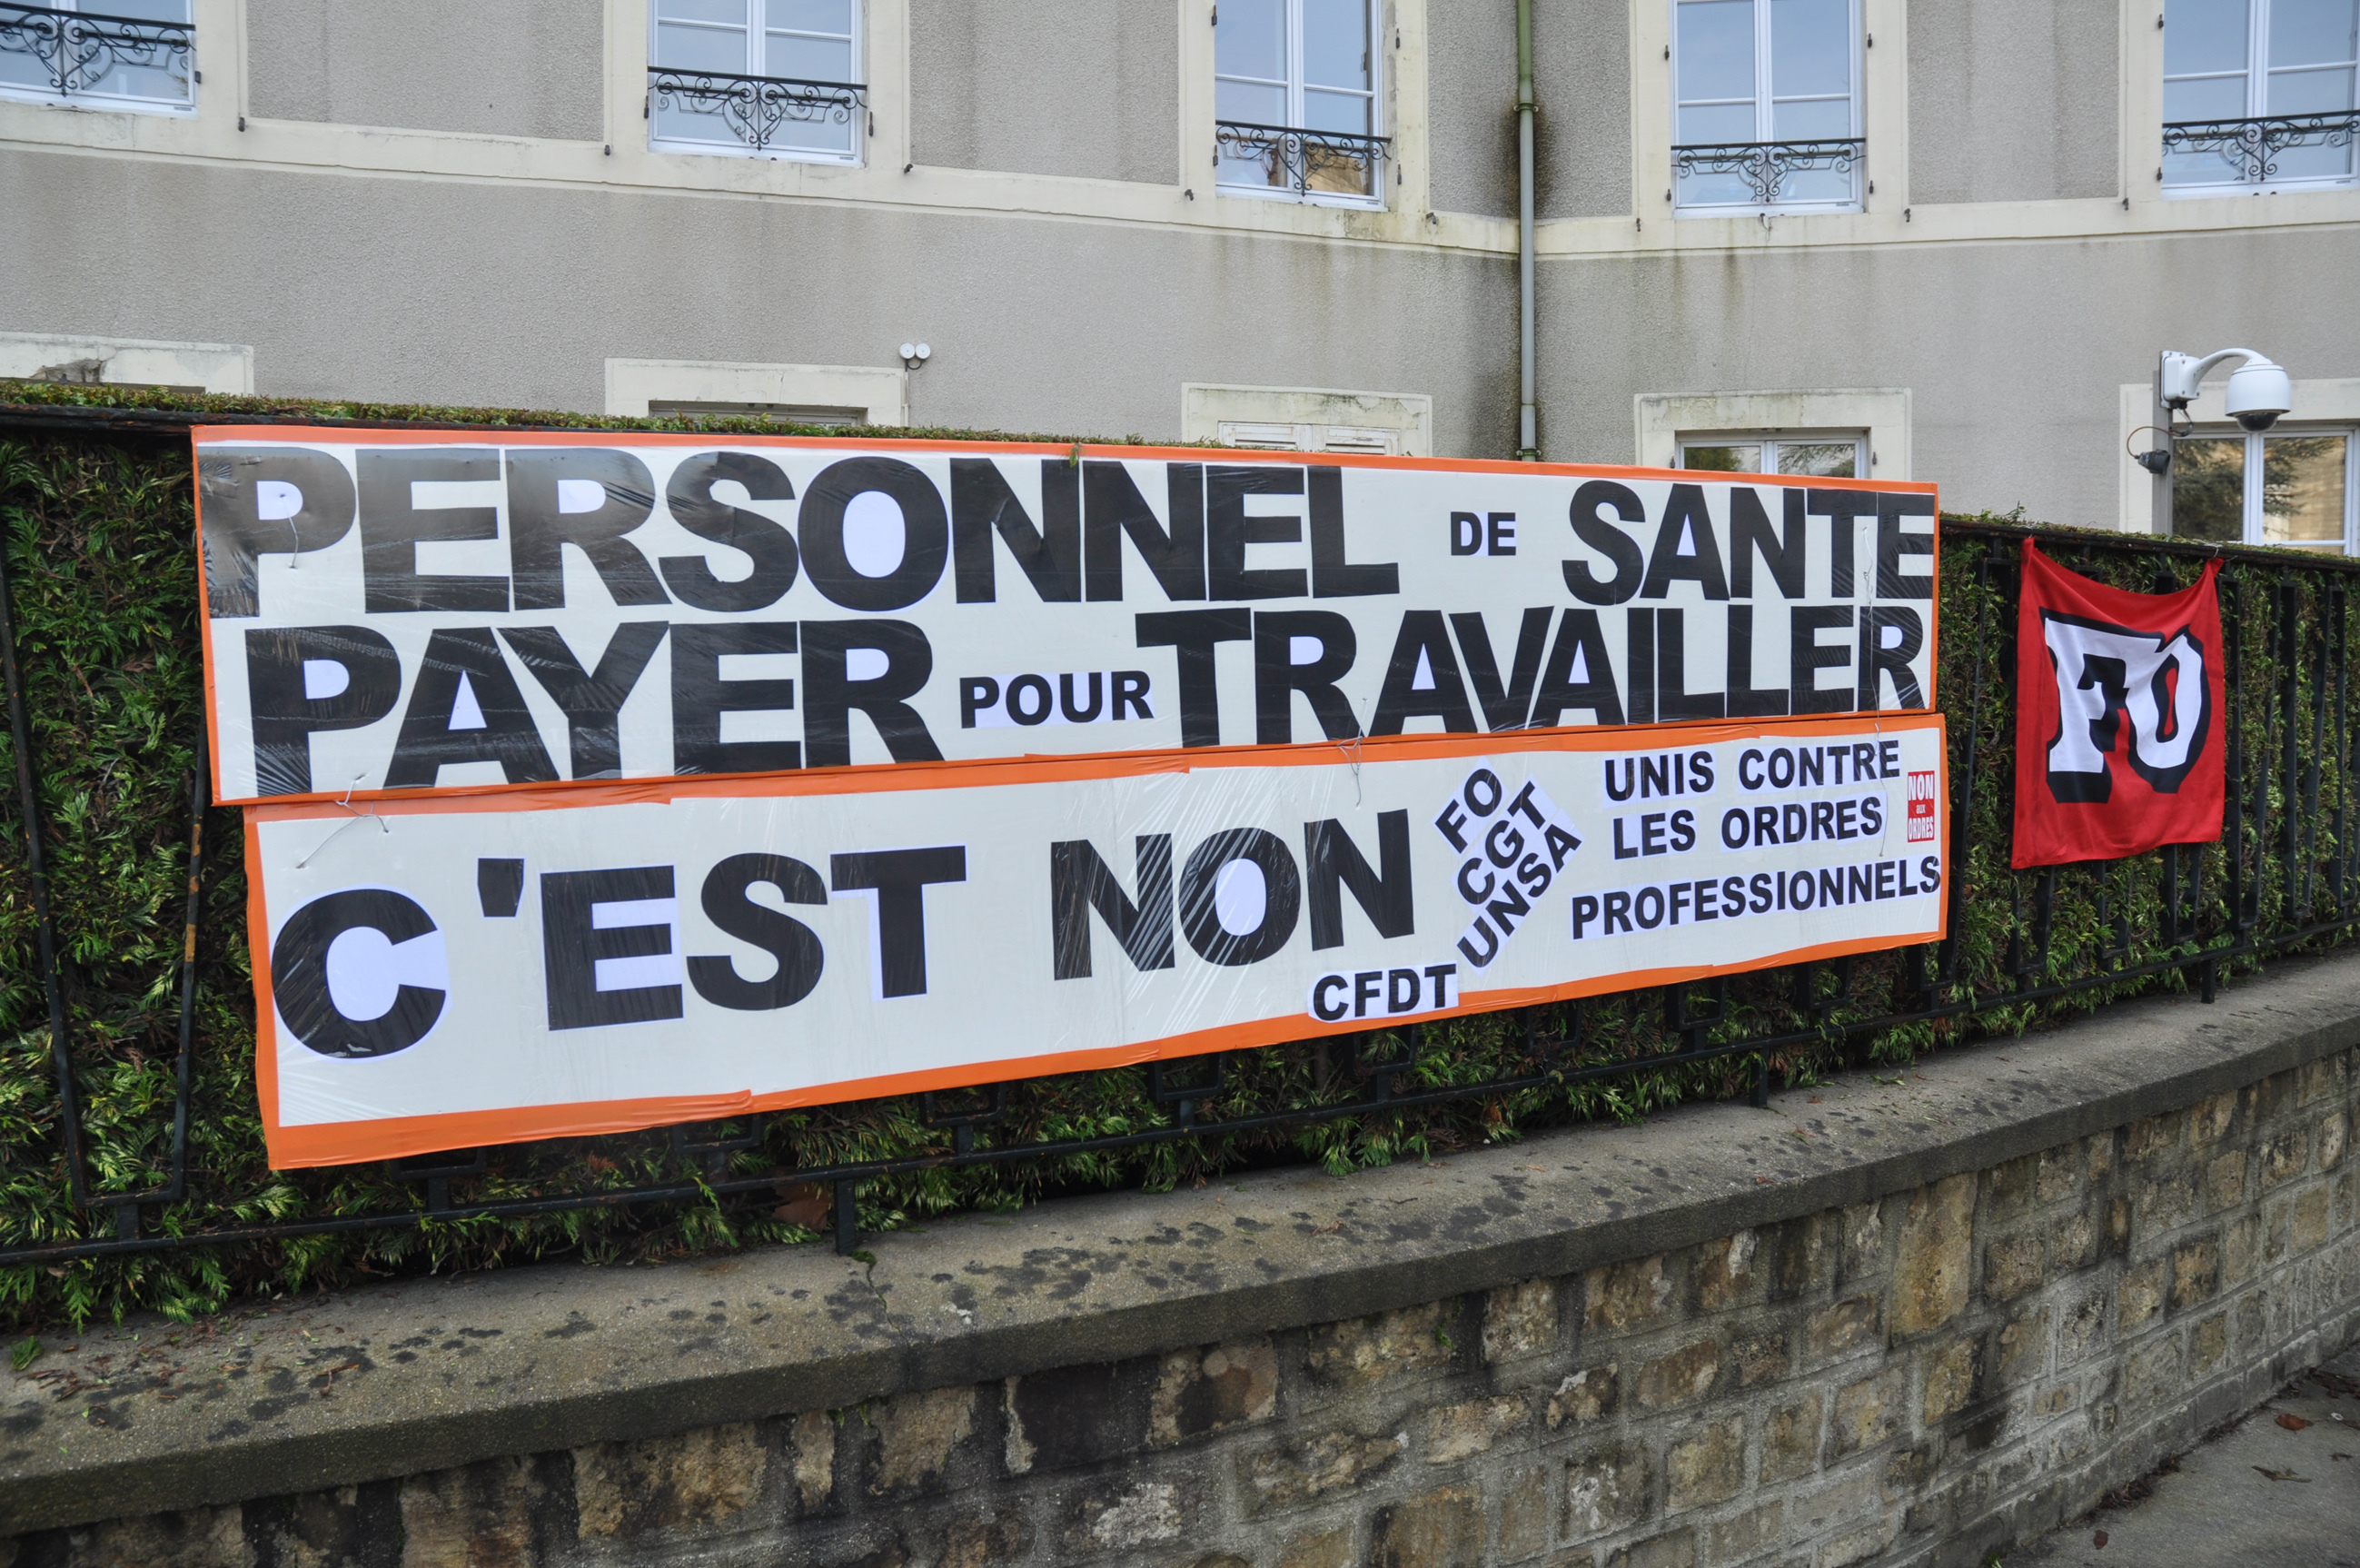 PERSONNEL DE SANTE
PAYER POUR TRAVAILLER
C'EST NON
FO
CGT
UNSA
CFDT
UNIS CONTRE
LES ORDRES
PROFESSIONNELS
NON
aux
ORDRES
FO